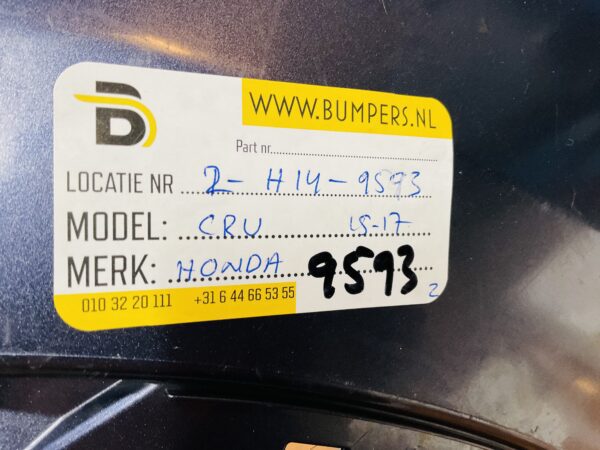 B
WWW.BUMPERS.NL
Part nr.
LOCATIE NR 2- H14-9593
MODEL: CRV 15-17
MERK: HONDA 9593
010 32 20 111 +31 6 44 66 53 55 2